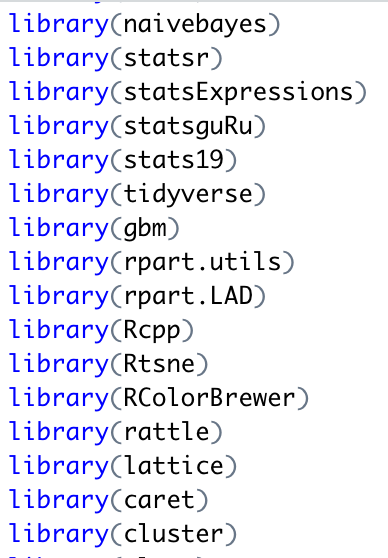 library(naivebayes)
library(statsr)
library(statsExpressions)
library(statsguRu)
library(stats19)
library(tidyverse)
library(gbm)
library(rpart.utils)
library(rpart.LAD)
library(Rcpp)
library(Rtsne)
library(RColorBrewer)
library(rattle)
library(lattice)
library(caret)
library(cluster)